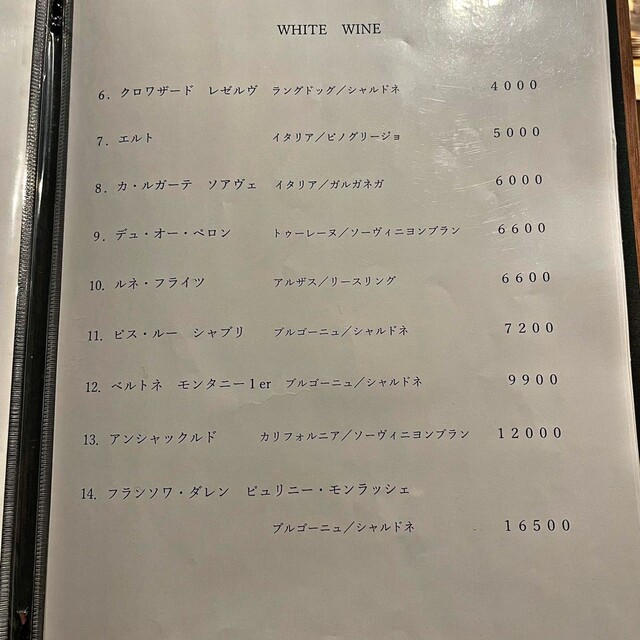 WHITE WINE
6. クロワザード レゼルヴ ラングドッグ／シャルドネ 4000
7. エルト イタリア／ピノグリージョ 5000
8. カ・ルガーテ ソアヴェ イタリア／ガルガネガ 6000
9. デュ・オー・ペロン トゥーレーヌ／ソーヴィニヨンブラン 6600
10. ルネ・フライツ アルザス／リースリング 6600
11. ピス・ルー シャブリ ブルゴーニュ／シャルドネ 7200
12. ベルトネ モンタニー1er ブルゴーニュ／シャルドネ 9900
13. アンシャックルド カリフォルニア／ソーヴィニヨンブラン 12000
14. フランソワ・ダレン ピュリニー・モンラッシェ
ブルゴーニュ／シャルドネ 16500